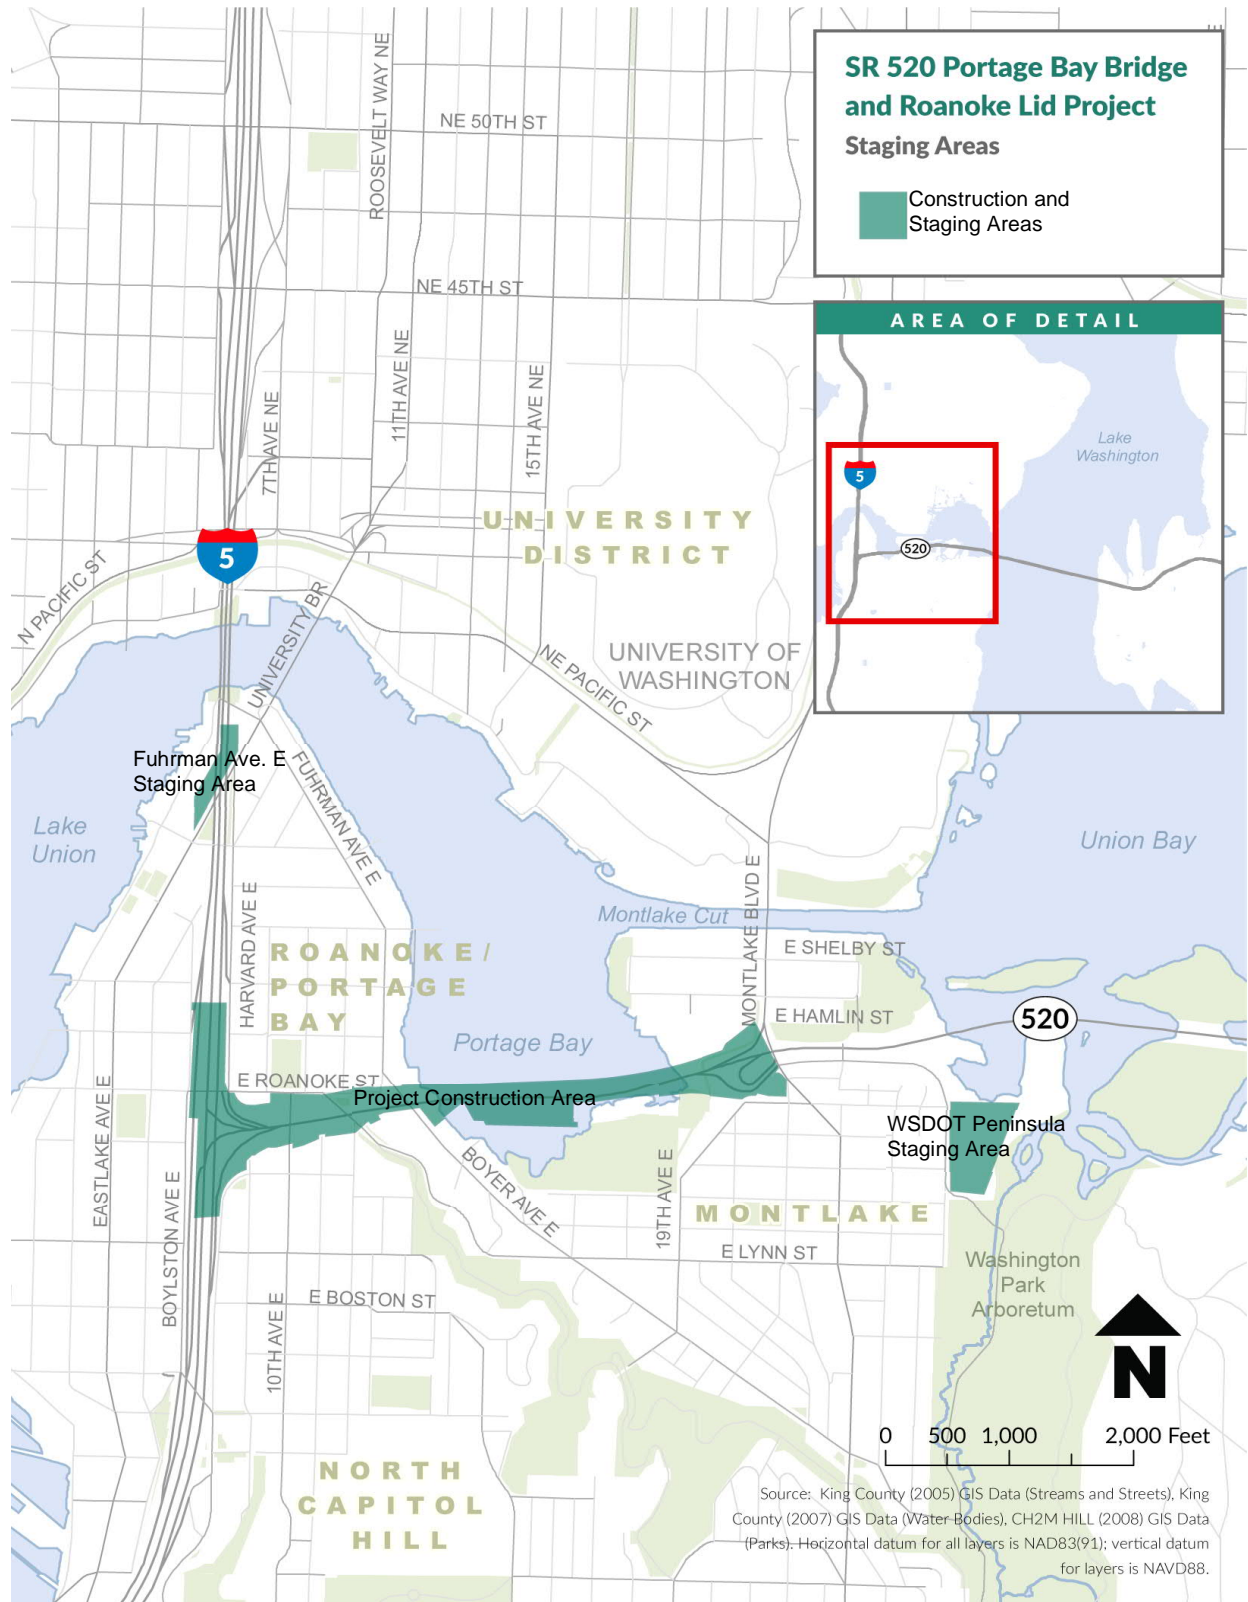 SR 520 Portage Bay Bridge
and Roanoke Lid Project
Staging Areas
Construction and
Staging Areas
AREA OF DETAIL
Lake
Washington
5
520
ROOSEVELT WAY NE
NE 50TH ST
NE 45TH ST
11TH AVE NE
15TH AVE NE
7TH AVE NE
UNIVERSITY
DISTRICT
5
N PACIFIC ST
UNIVERSITY BR
UNIVERSITY OF
WASHINGTON
NE PACIFIC ST
Fuhrman Ave. E
Staging Area
FUHRMAN AVE E
Lake
Union
Union Bay
MONTLAKE BLVD E
Montlake Cut
HARVARD AVE E
ROANOKE/
PORTAGE
BAY
E SHELBY ST
E HAMLIN ST
520
Portage Bay
E ROANOKE ST
Project Construction Area
EASTLAKE AVE E
WSDOT Peninsula
Staging Area
BOYER AVE E
19TH AVE E
MONTLAKE
BOYLSTON AVE E
E LYNN ST
Washington
Park
Arboretum
E BOSTON ST
10TH AVE E
N
0 500 1,000 2,000 Feet
NORTH
CAPITOL
HILL
Source: King County (2005) GIS Data (Streams and Streets), King
County (2007) GIS Data (Water Bodies), CH2M HILL (2008) GIS Data
(Parks). Horizontal datum for all layers is NAD83(91); vertical datum
for layers is NAVD88.